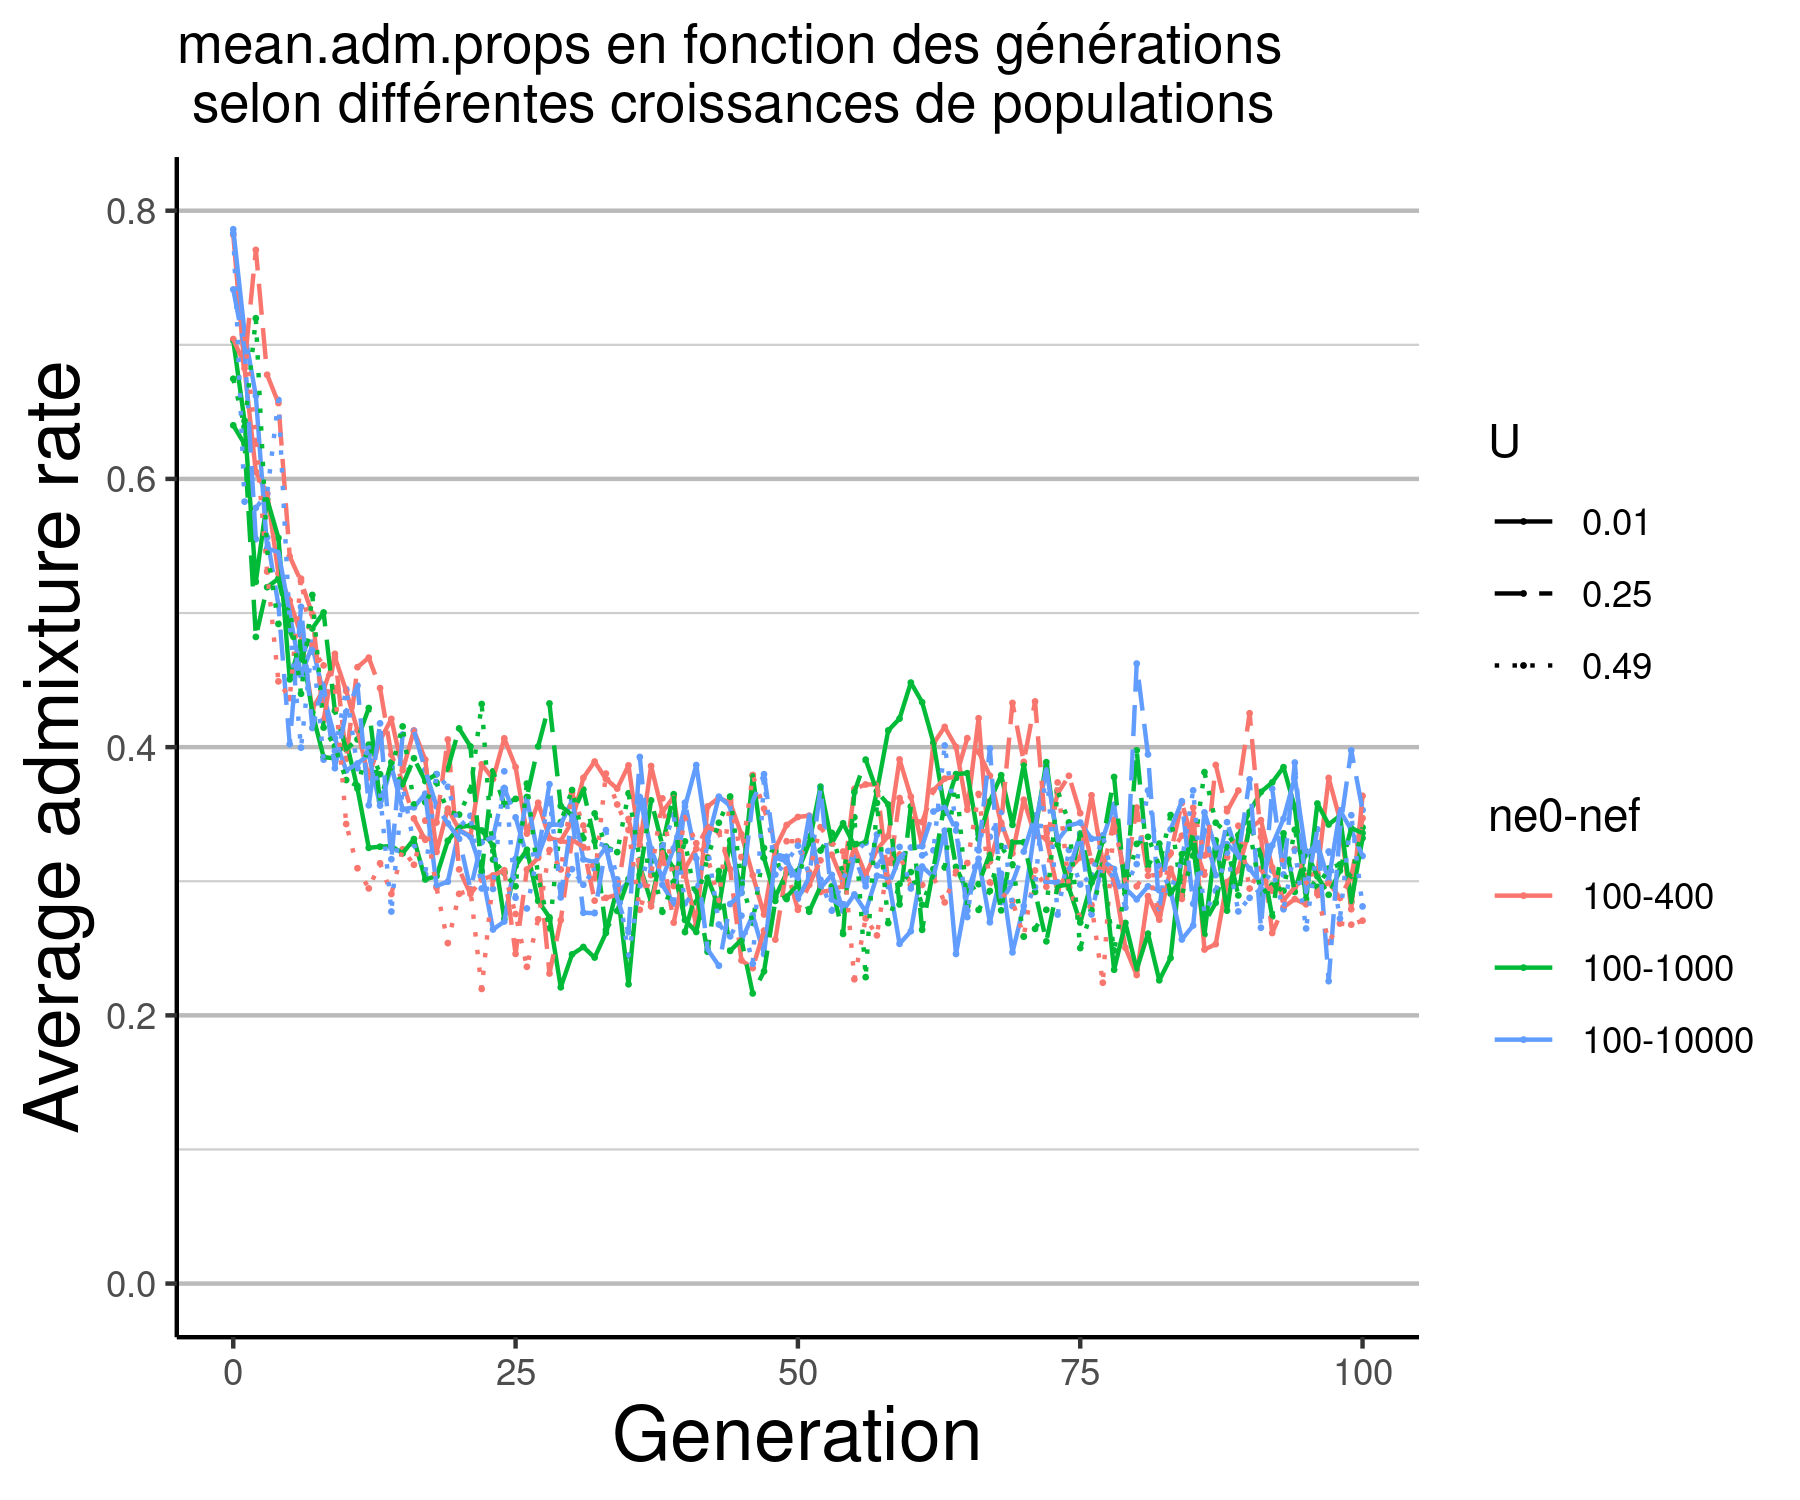 mean.adm.props en fonction des générations
selon différentes croissances de populations
Average admixture rate
0.8
0.6
0.4
0.2
0.0
0
25
50
75
100
Generation
U
0.01
0.25
0.49
ne0-nef
100-400
100-1000
100-10000